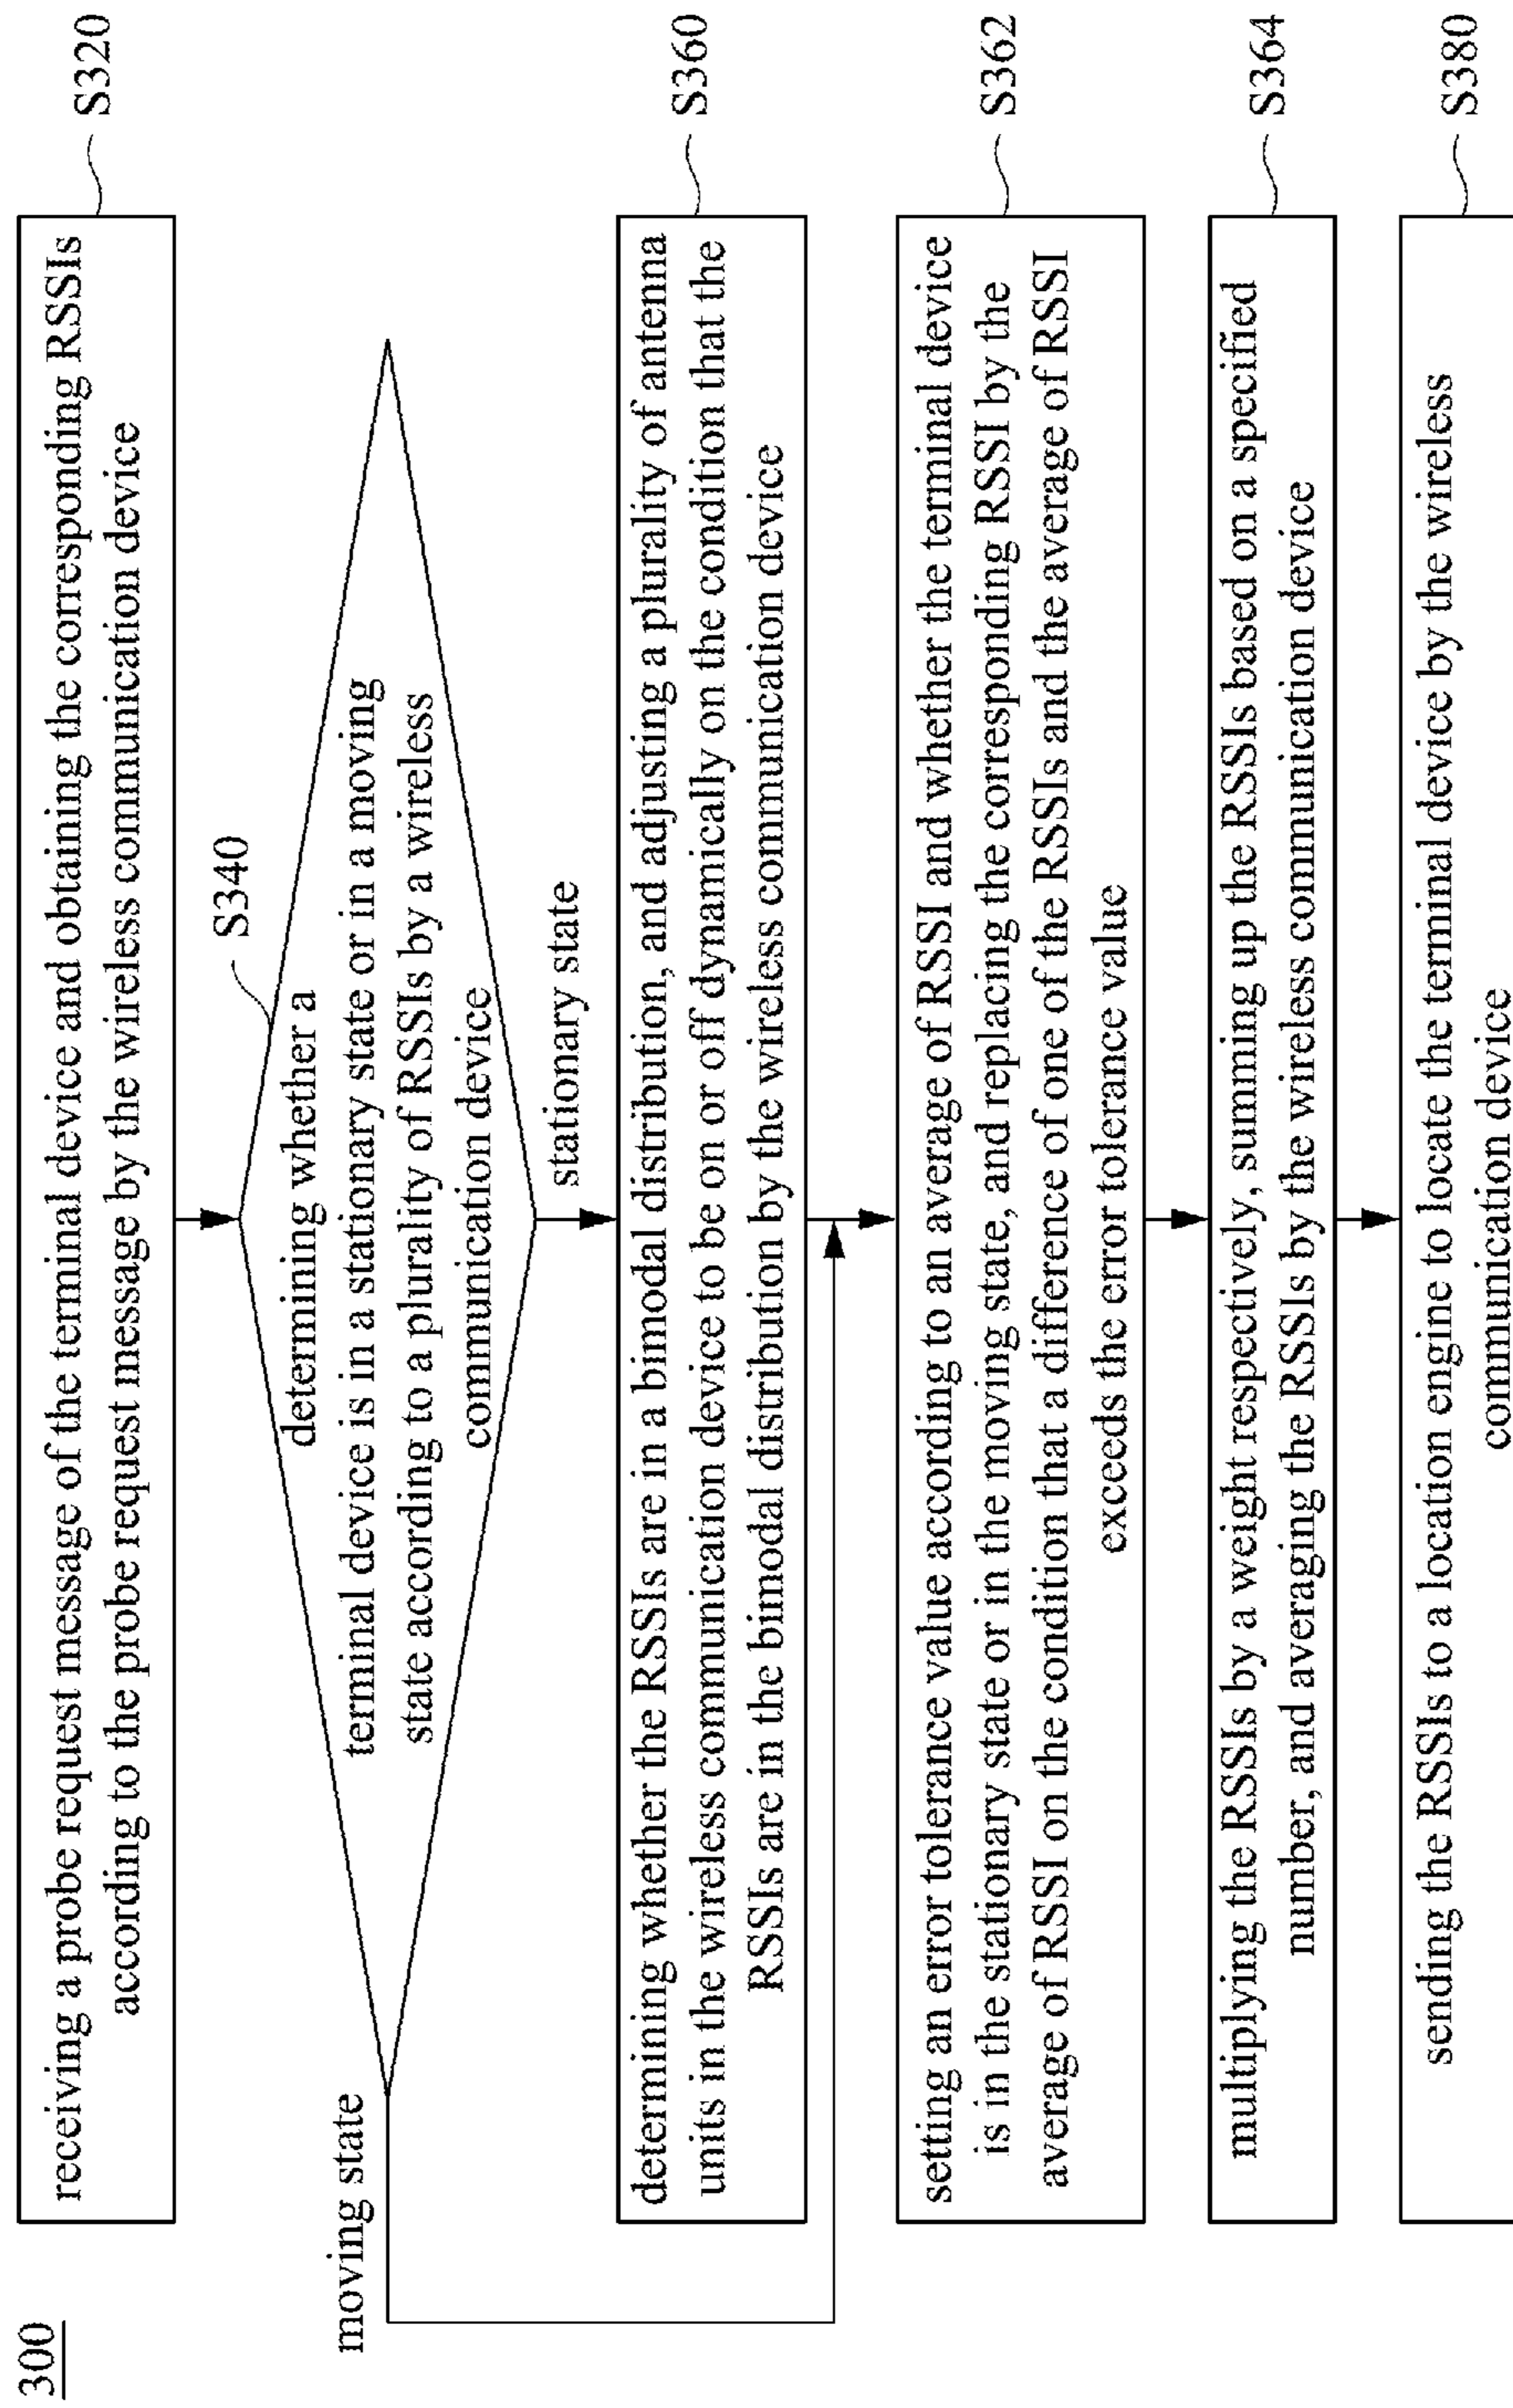 300
receiving a probe request message of the terminal device and obtaining the corresponding RSSIs
according to the probe request message by the wireless communication device
S320
S340
determining whether a
terminal device is in a stationary state or in a moving
state according to a plurality of RSSIs by a wireless
communication device
moving state
stationary state
determining whether the RSSIs are in a bimodal distribution, and adjusting a plurality of antenna
units in the wireless communication device to be on or off dynamically on the condition that the
RSSIs are in the bimodal distribution by the wireless communication device
S360
setting an error tolerance value according to an average of RSSI and whether the terminal device
is in the stationary state or in the moving state, and replacing the corresponding RSSI by the
average of RSSI on the condition that a difference of one of the RSSIs and the average of RSSI
exceeds the error tolerance value
S362
multiplying the RSSIs by a weight respectively, summing up the RSSIs based on a specified
number, and averaging the RSSIs by the wireless communication device
S364
sending the RSSIs to a location engine to locate the terminal device by the wireless
communication device
S380